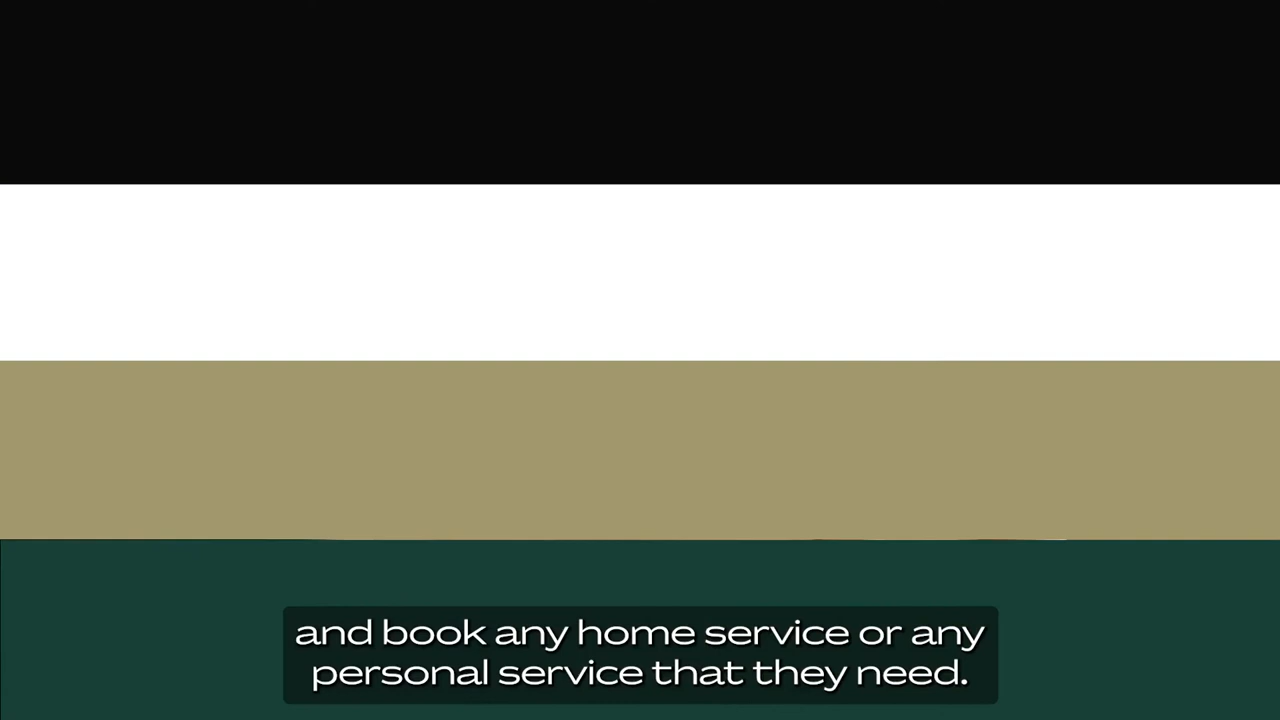 and book any home service or any
personal service that they need.